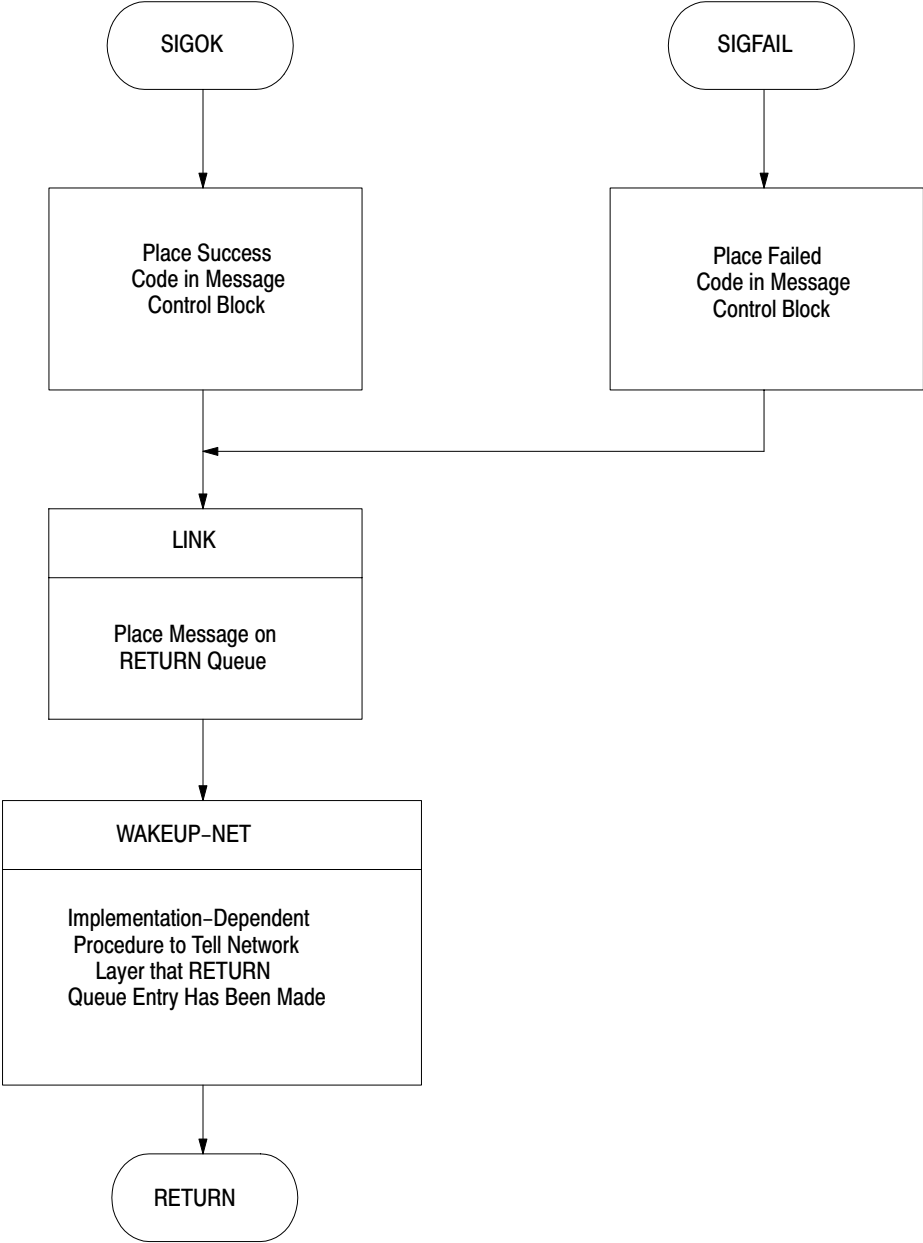 SIGOK
SIGFAIL
Place Success
Code in Message
Control Block
Place Failed
Code in Message
Control Block
LINK
Place Message on
RETURN Queue
WAKEUP-NET
Implementation-Dependent
Procedure to Tell Network
Layer that RETURN
Queue Entry Has Been Made
RETURN